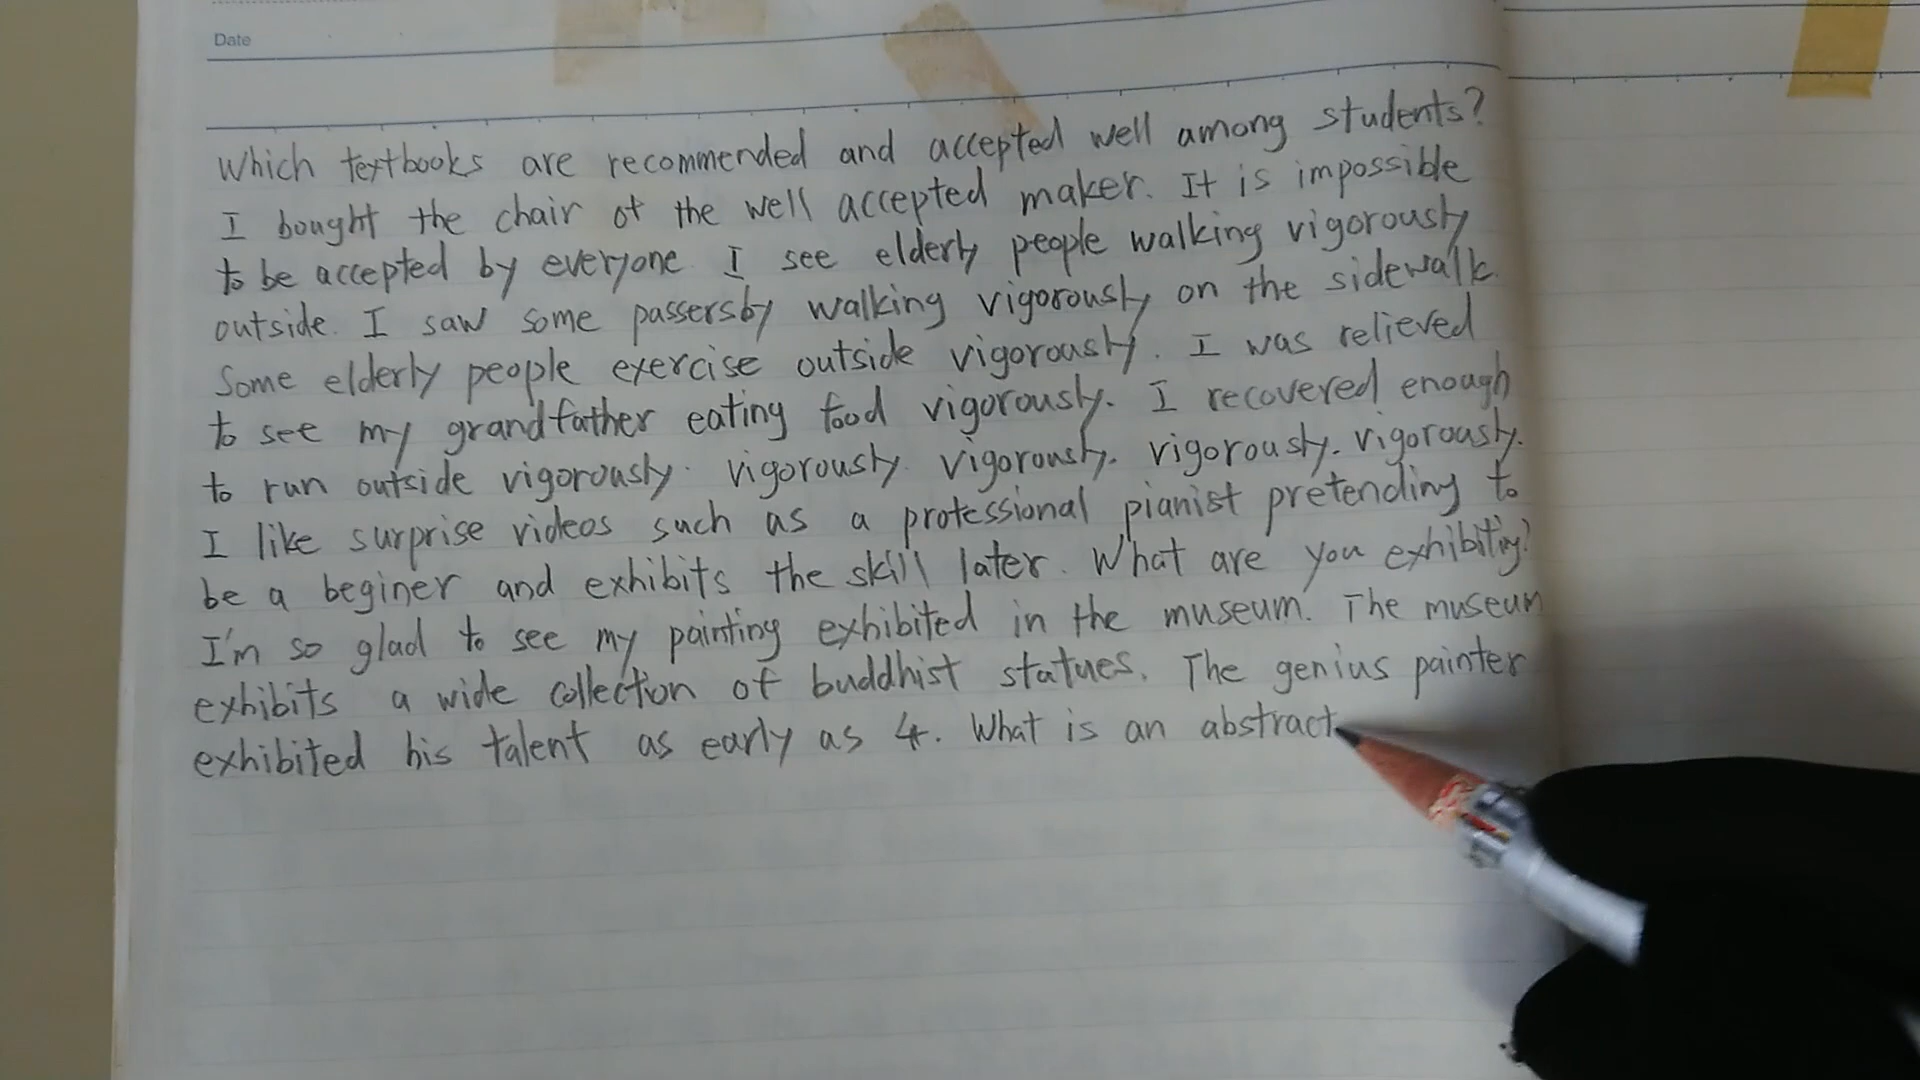 Date
Which textbooks are recommended and accepted well among students?
I bought the chair of the well accepted maker. It is impossible
to be accepted by everyone I see elderly people walking vigorously
outside. I saw some passersby walking vigorously on the sidewalk.
Some elderly people exercise outside vigorously. I was relieved
to see my grandfather eating food vigorously. I recovered enough
to run outside vigorously. vigorously. vigorously. vigorously. vigorously.
I like surprise videos such as a professional pianist pretending to
be a beginer and exhibits the skill later. What are you exhibiting?
I'm so glad to see my painting exhibited in the museum. The museum
exhibits a wide collection of buddhist statues. The genius painter
exhibited his talent as early as 4. What is an abstract